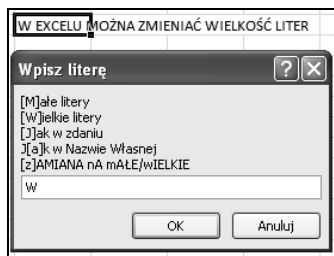 W EXCELU MOŻNA ZMIENIAĆ WIELKOŚĆ LITER
Wpisz literę
[M]ałe litery
[W]ielkie litery
[J]ak w zdaniu
J[a]k w Nazwie Własnej
[z]AMIANA nA mAŁE/wIELKIE
W
OK Anuluj